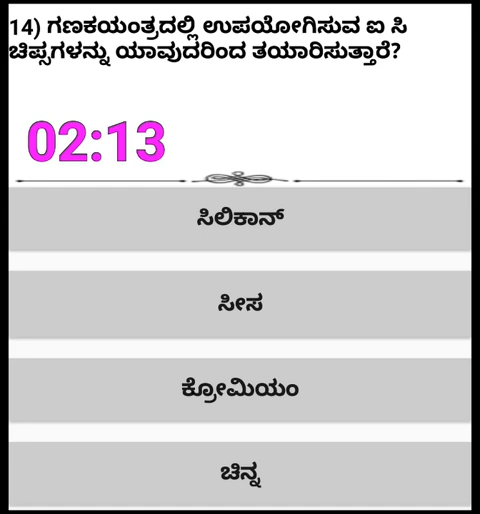 14) ಗಣಕಯಂತ್ರದಲ್ಲಿ ಉಪಯೋಗಿಸುವ ಐ ಸಿ
ಚಿಪ್ಸಗಳನ್ನು ಯಾವುದರಿಂದ ತಯಾರಿಸುತ್ತಾರೆ?
02:13
ಸಿಲಿಕಾನ್
ಸೀಸ
ಕ್ರೋಮಿಯಂ
ಚಿನ್ನ